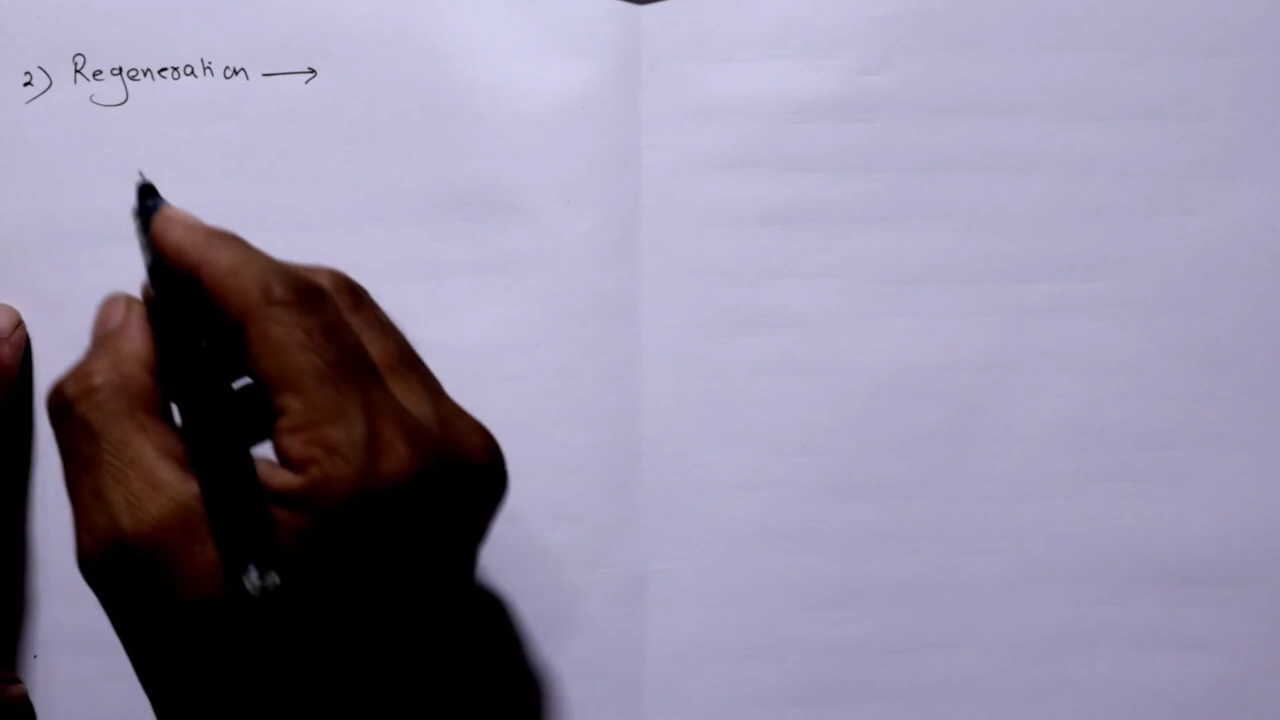 2) Regeneration →